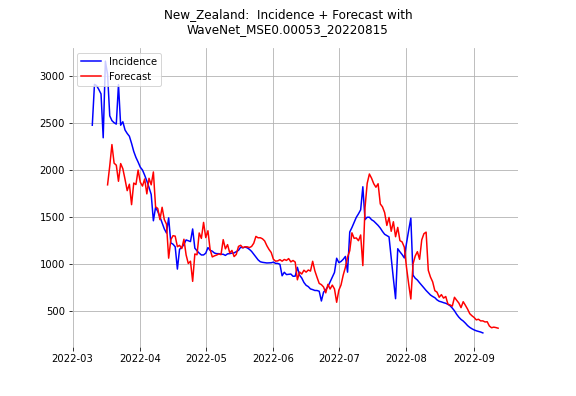 New_Zealand:  Incidence + Forecast with
WaveNet_MSE0.00053_20220815
Incidence
Forecast
3000
2500
2000
1500
1000
500
2022-03 2022-04 2022-05 2022-06 2022-07 2022-08 2022-09